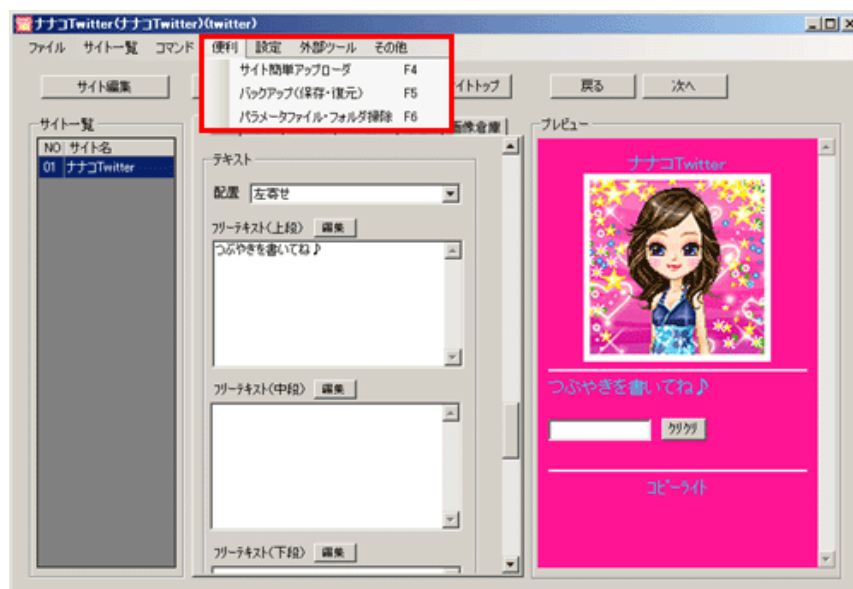 ナナコTwitter(ナナコTwitter)(twitter)
ファイル サイト一覧 コマンド 便利 設定 外部ツール その他
サイト簡単アップローダ F4
バックアップ(保存・復元) F5
パラメータファイル・フォルダ掃除 F6
サイト編集
イトトップ
戻る
次へ
サイト一覧
NO サイト名
01 ナナコTwitter
画像倉庫
テキスト
配置 左寄せ
フリーテキスト(上段) 編集
つぶやきを書いてね♪
フリーテキスト(中段) 編集
フリーテキスト(下段) 編集
プレビュー
ナナコTwitter
つぶやきを書いてね♪
クリクリ
コピーライト